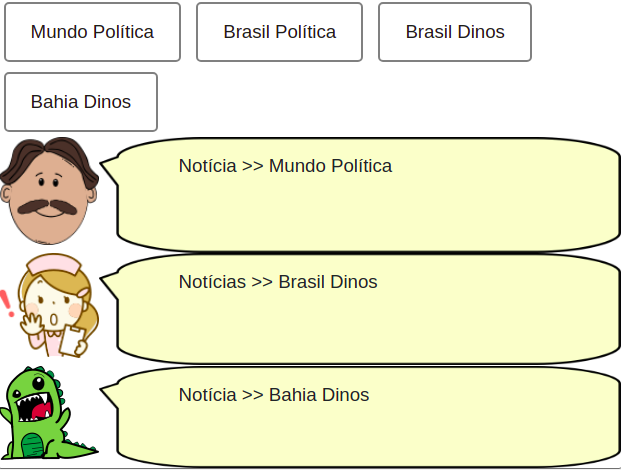 Mundo Política
Brasil Política
Brasil Dinos
Bahia Dinos
Notícia >> Mundo Política
Notícias >> Brasil Dinos
Notícia >> Bahia Dinos